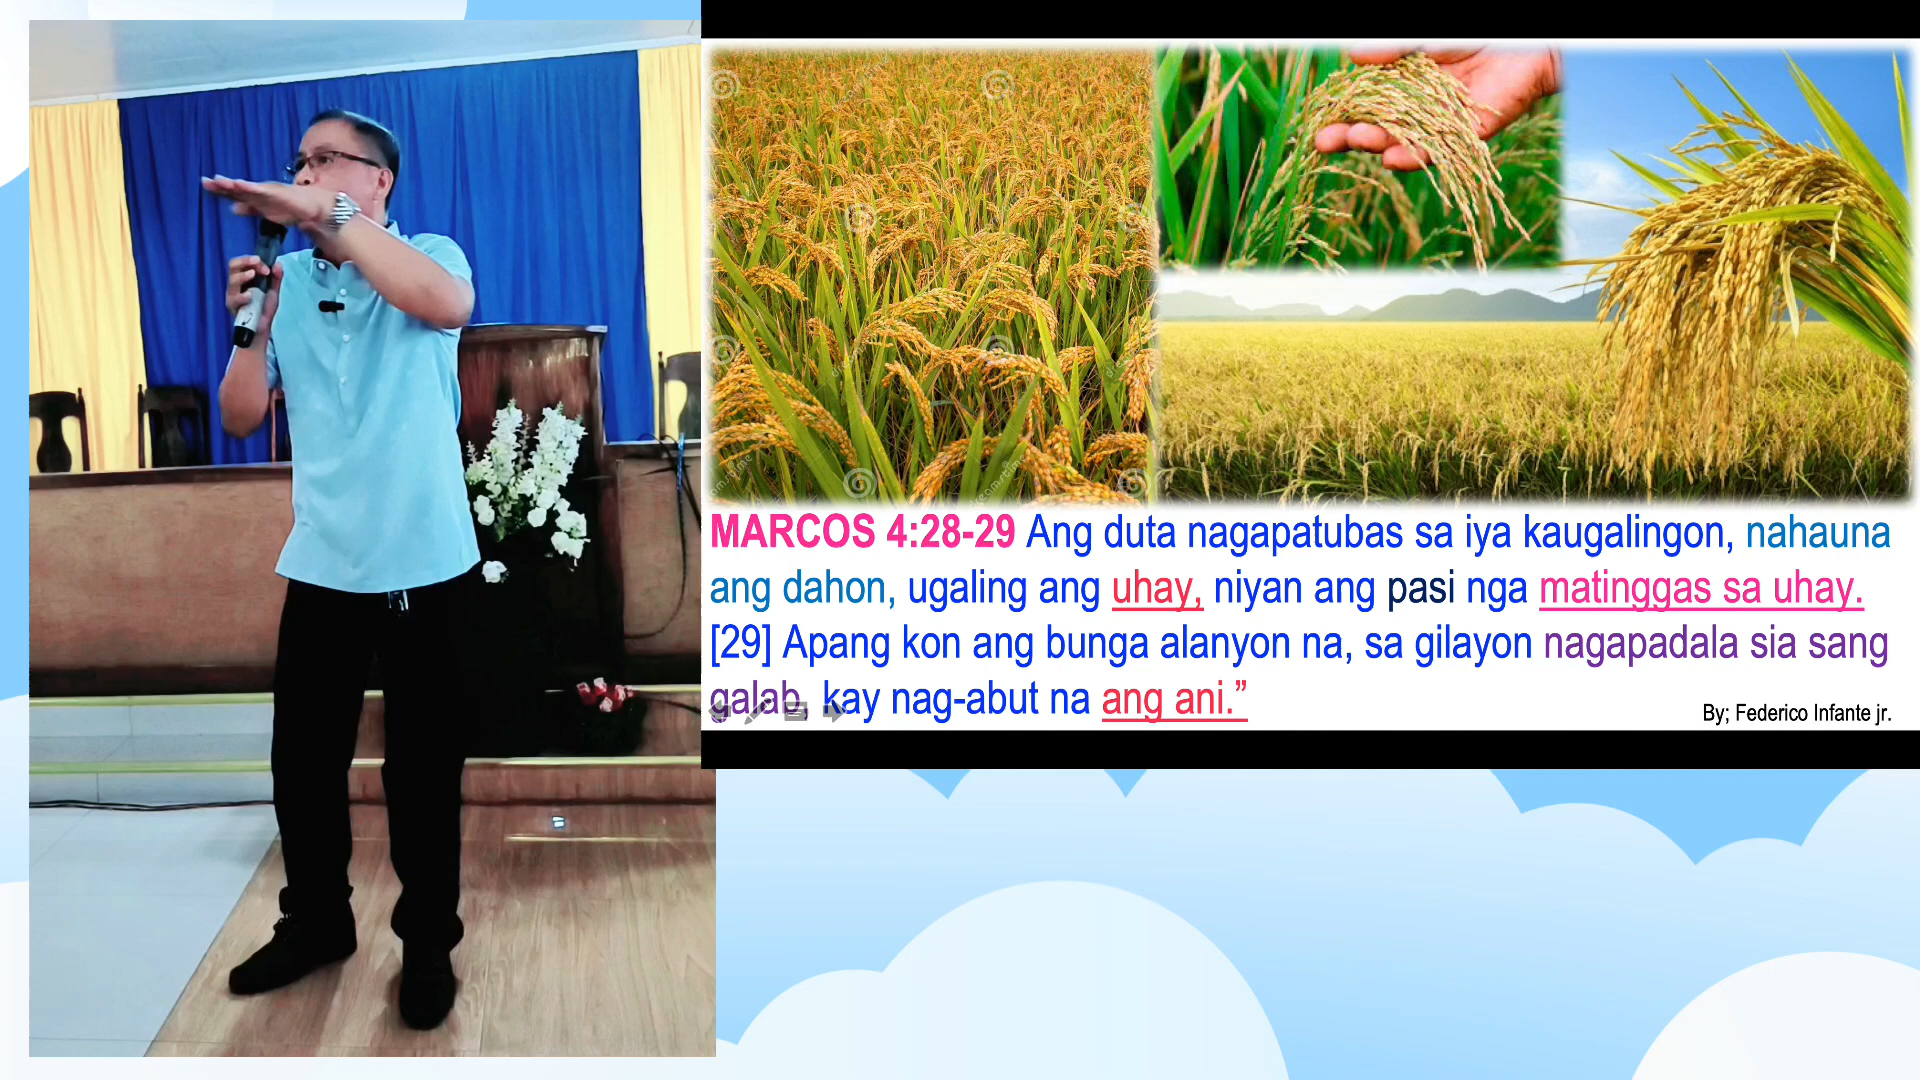 MARCOS 4:28-29 Ang duta nagapatubas sa iya kaugalingon, nahauna
ang dahon, ugaling ang uhay, niyan ang pasi nga matinggas sa uhay.
[29] Apang kon ang bunga alanyon na, sa gilayon nagapadala sia sang
galab, kay nag-abut na ang ani.”
By; Federico Infante jr.